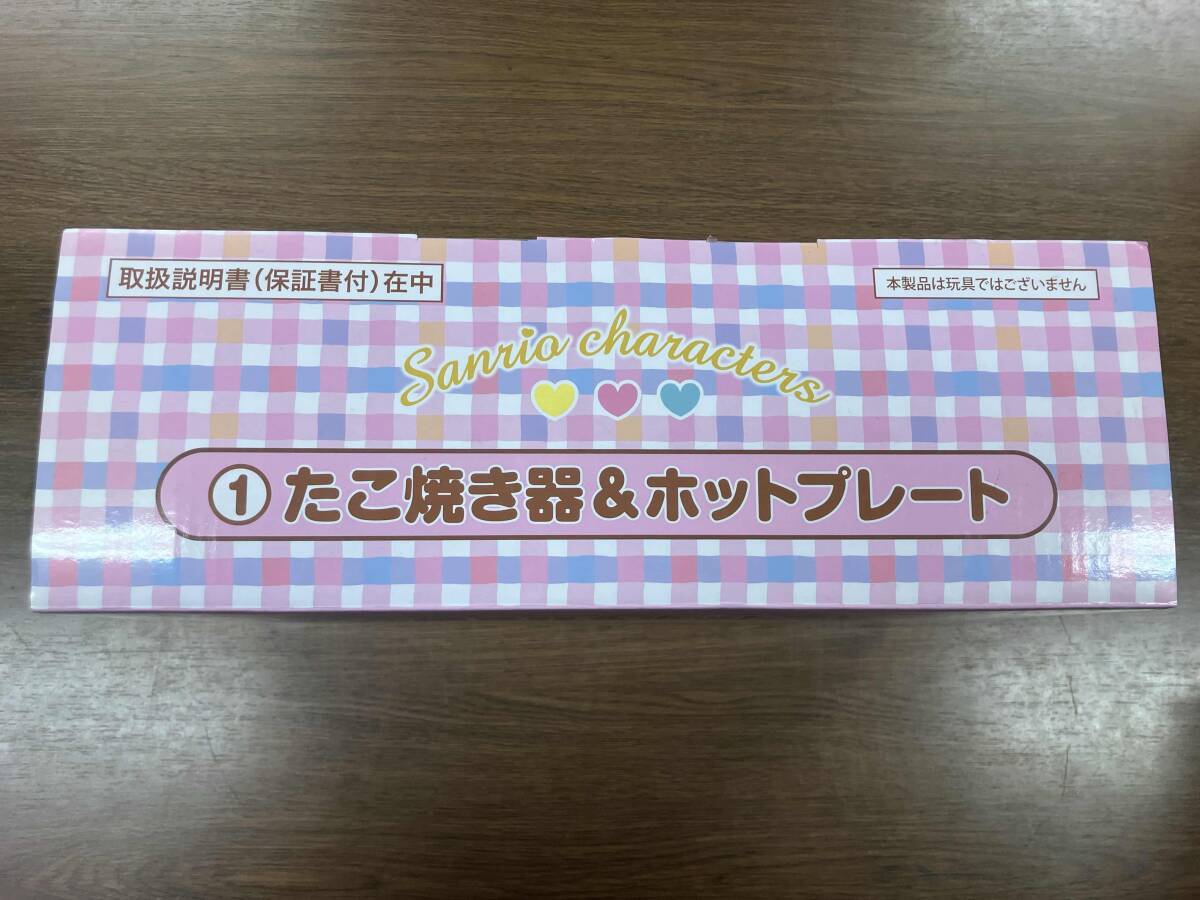 取扱説明書(保証書付)在中
本製品は玩具ではございません
Sanrio characters
①たこ焼き器&ホットプレート